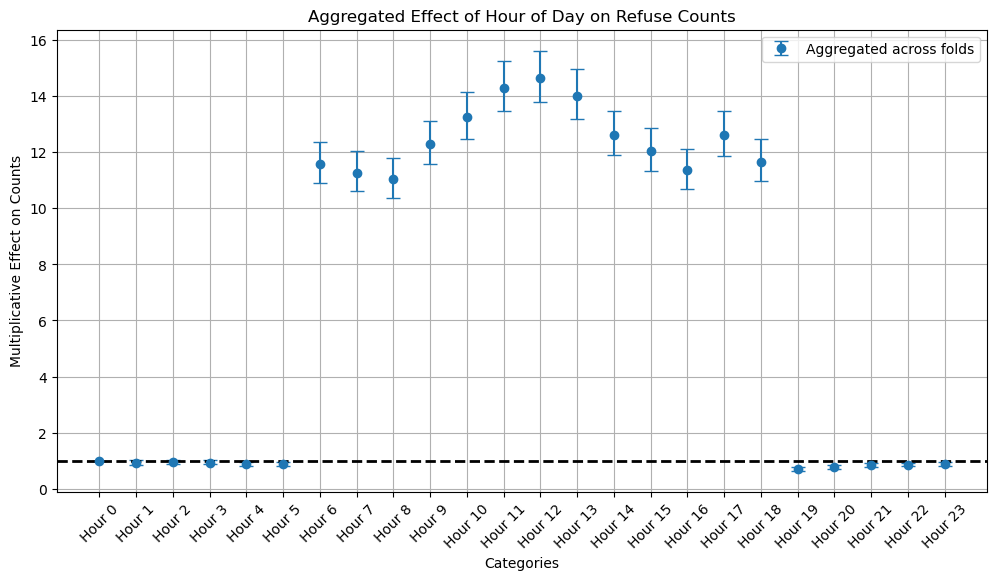 Aggregated Effect of Hour of Day on Refuse Counts
Aggregated across folds
Multiplicative Effect on Counts
16
14
12
10
8
6
4
2
0
Hour 0
Hour 1
Hour 2
Hour 3
Hour 4
Hour 5
Hour 6
Hour 7
Hour 8
Hour 9
Hour 10
Hour 11
Hour 12
Hour 13
Hour 14
Hour 15
Hour 16
Hour 17
Hour 18
Hour 19
Hour 20
Hour 21
Hour 22
Hour 23
Categories